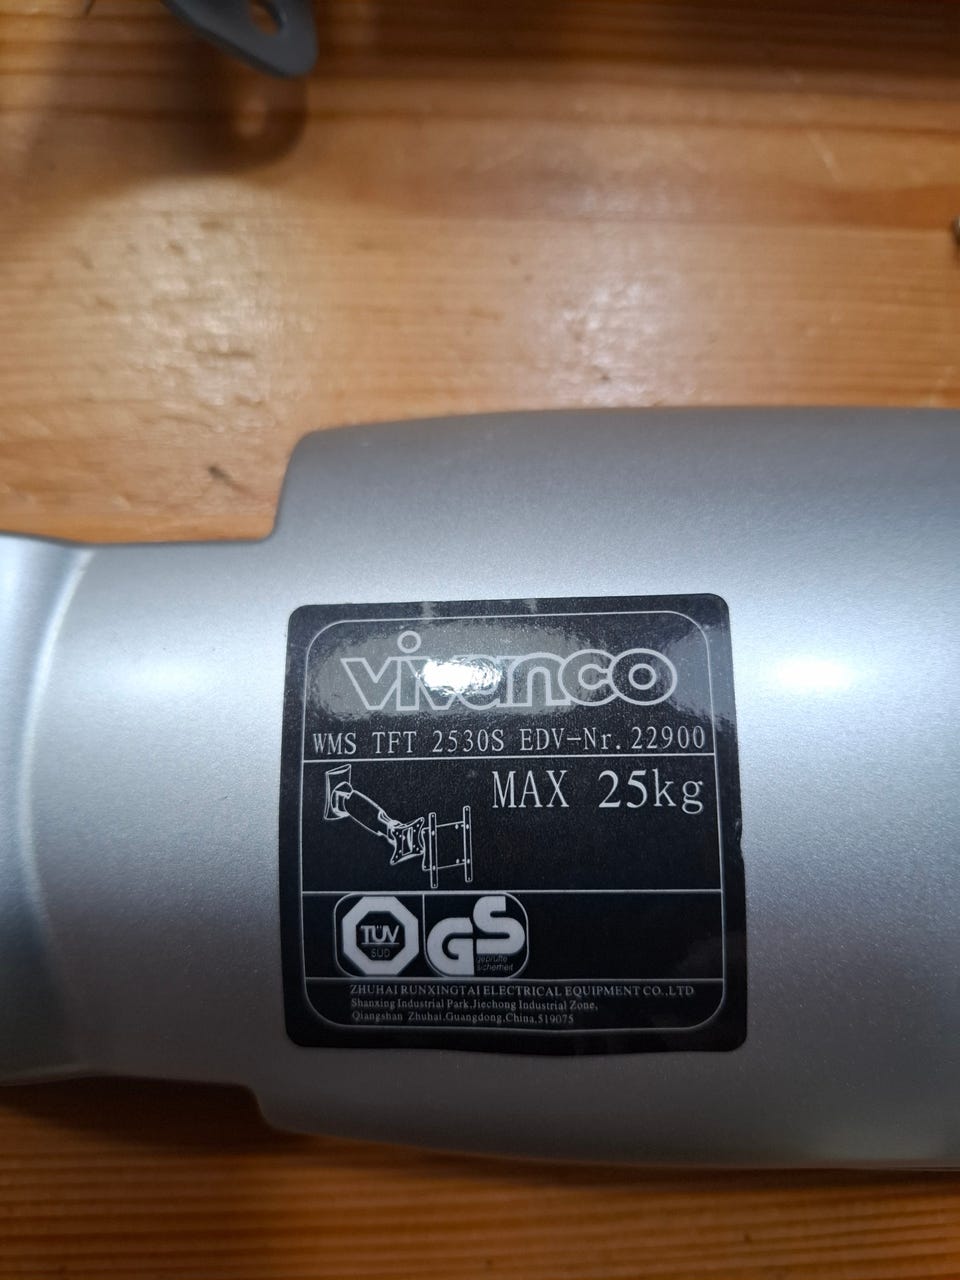 vivanco
WMS TFT 2530S EDV-Nr. 22900
MAX 25kg
TÜV
SÜD
GS
geprüfte
sicherheit
ZHUHAI RUNXINGTAI ELECTRICAL EQUIPMENT CO.,LTD
Shanxing Industrial Park,Jiechong Industrial Zone,
Qiangshan Zhuhai,Guangdong,China,519075